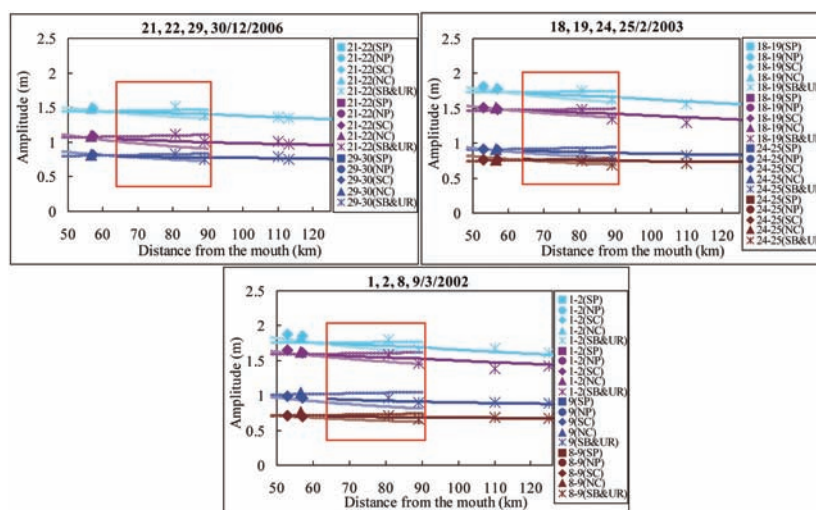 21, 22, 29, 30/12/2006
Amplitude (m)
2.5
2
1.5
1
0.5
0
50 60 70 80 90 100 110 120
Distance from the mouth (km)
21-22(SP)
21-22(NP)
21-22(SC)
21-22(NC)
21-22(SB&UR)
21-22(SP)
21-22(NP)
21-22(SC)
21-22(NC)
21-22(SB&UR)
29-30(SP)
29-30(NP)
29-30(SC)
29-30(NC)
29-30(SB&UR)
18, 19, 24, 25/2/2003
Amplitude (m)
2.5
2
1.5
1
0.5
0
50 60 70 80 90 100 110 120
Distance from the mouth (km)
18-19(SP)
18-19(NP)
18-19(SC)
18-19(NC)
18-19(SB&UR)
18-19(SP)
18-19(NP)
18-19(SC)
18-19(NC)
18-19(SB&UR)
24-25(SP)
24-25(NP)
24-25(SC)
24-25(NC)
24-25(SB&UR)
24-25(SP)
24-25(NP)
24-25(SC)
24-25(NC)
24-25(SB&UR)
1, 2, 8, 9/3/2002
Amplitude (m)
2.5
2
1.5
1
0.5
0
50 60 70 80 90 100 110 120
Distance from the mouth (km)
1-2(SP)
1-2(NP)
1-2(SC)
1-2(NC)
1-2(SB&UR)
1-2(SP)
1-2(NP)
1-2(SC)
1-2(NC)
1-2(SB&UR)
9(SP)
9(NP)
9(SC)
9(NC)
9(SB&UR)
8-9(SP)
8-9(NP)
8-9(SC)
8-9(NC)
8-9(SB&UR)